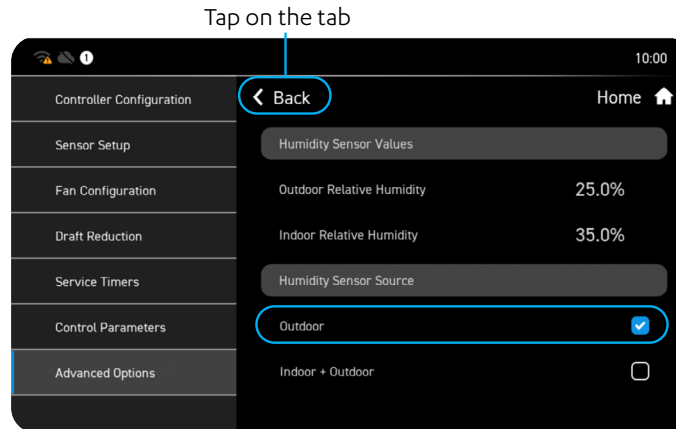 Tap on the tab
1
10:00
Controller Configuration
Back
Home
Sensor Setup
Humidity Sensor Values
Fan Configuration
Outdoor Relative Humidity 25.0%
Draft Reduction
Indoor Relative Humidity 35.0%
Service Timers
Humidity Sensor Source
Control Parameters
Outdoor
Advanced Options
Indoor + Outdoor